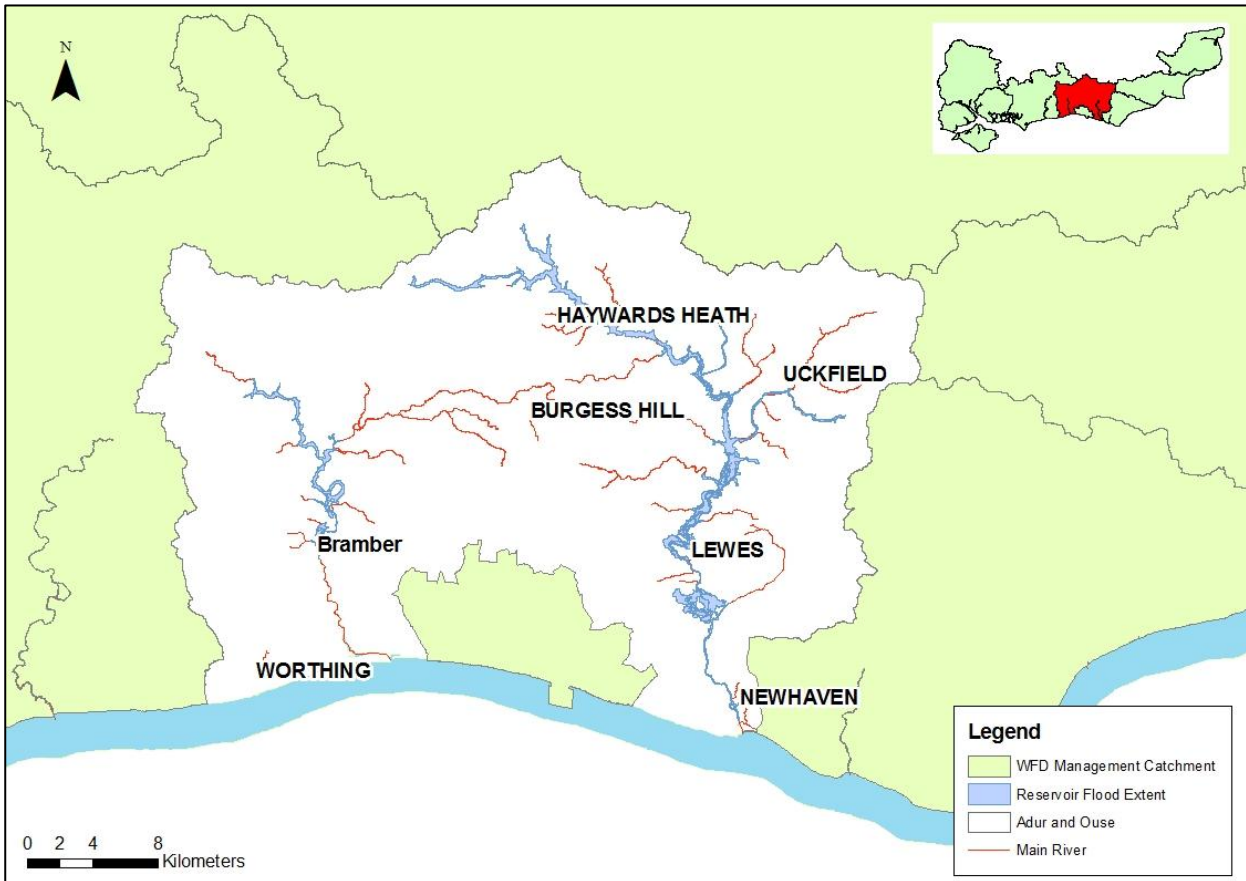 N
HAYWARDS HEATH
UCKFIELD
BURGESS HILL
Bramber
LEWES
WORTHING
NEWHAVEN
Legend
WFD Management Catchment
Reservoir Flood Extent
Adur and Ouse
Main River
0 2 4 8
Kilometers